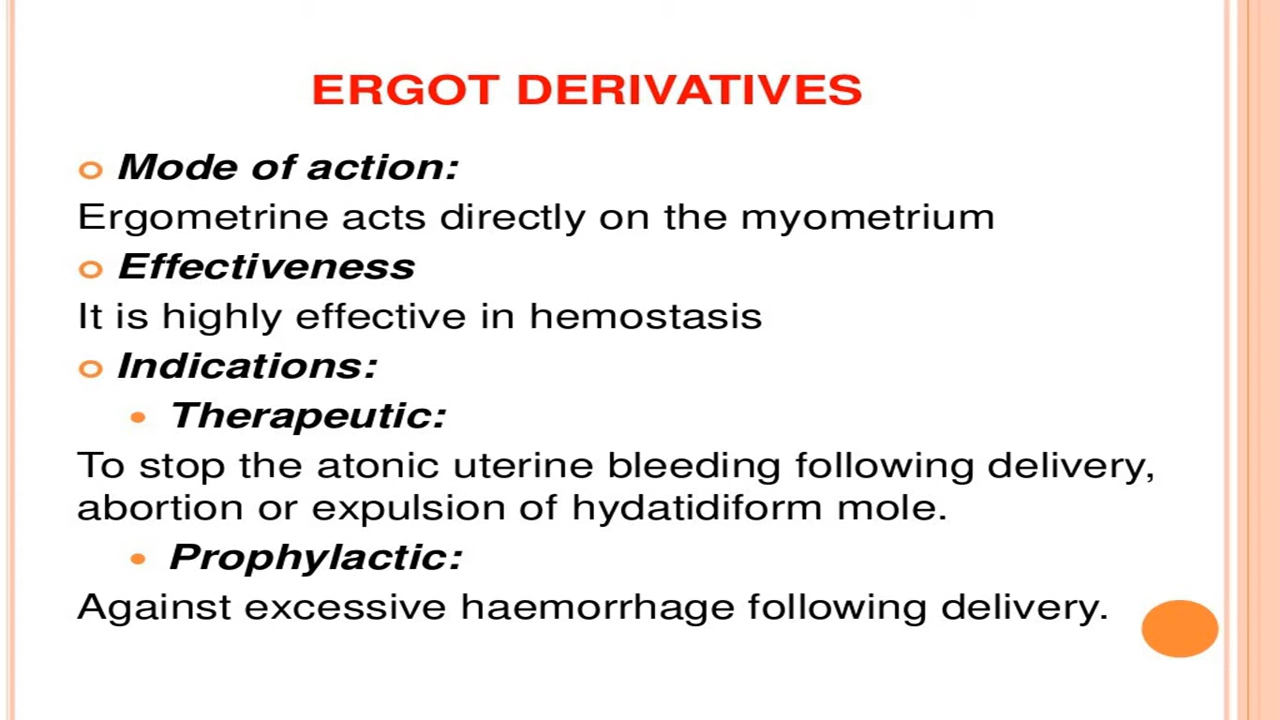 ERGOT DERIVATIVES
Mode of action:
Ergometrine acts directly on the myometrium
Effectiveness
It is highly effective in hemostasis
Indications:
Therapeutic:
To stop the atonic uterine bleeding following delivery,
abortion or expulsion of hydatidiform mole.
Prophylactic:
Against excessive haemorrhage following delivery.